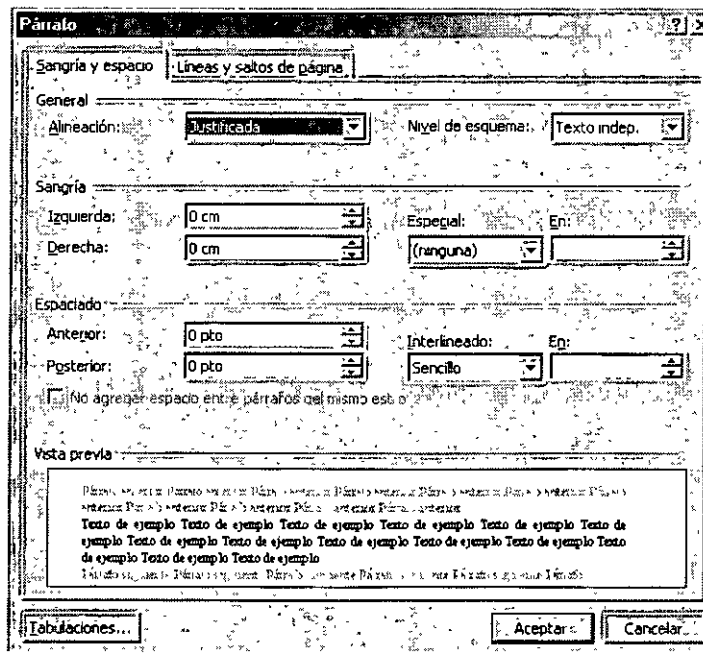 Párrafo
Sangría y espacio Líneas y saltos de página
General
Alineación: Justificada Nivel de esquema: Texto indep.
Sangría
Izquierda: 0 cm Especial: En:
Derecha: 0 cm (ninguna)
Espaciado
Anterior: 0 pto Interlineado: En:
Posterior: 0 pto Sencillo
No agregar espacio entre párrafos del mismo estilo
Vista previa
Texto de ejemplo Texto de ejemplo Texto de ejemplo Texto de ejemplo Texto de ejemplo Texto de
ejemplo Texto de ejemplo Texto de ejemplo Texto de ejemplo Texto de ejemplo Texto
de ejemplo Texto de ejemplo Texto de ejemplo
Tabulaciones... Aceptar Cancelar